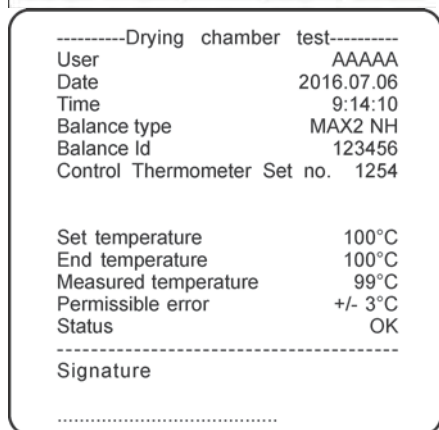 ----------Drying chamber test----------
User AAAAA
Date 2016.07.06
Time 9:14:10
Balance type MAX2 NH
Balance Id 123456
Control Thermometer Set no. 1254
Set temperature 100°C
End temperature 100°C
Measured temperature 99°C
Permissible error +/- 3°C
Status OK
----------------------------------------
Signature
........................................